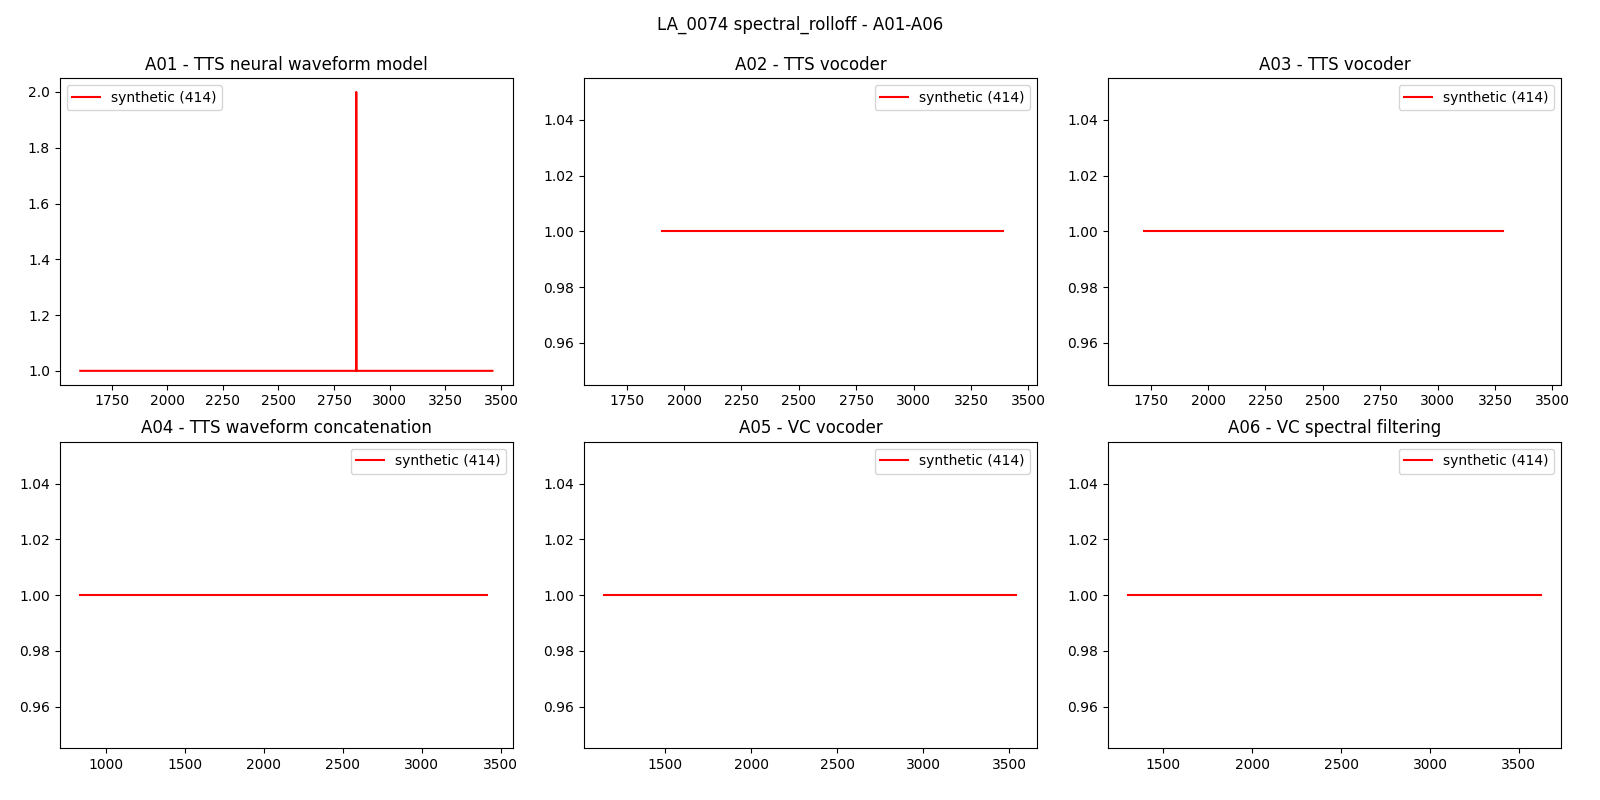 LA_0074 spectral_rolloff - A01-A06
A01 - TTS neural waveform model
synthetic (414)
2.0
1.8
1.6
1.4
1.2
1.0
1750 2000 2250 2500 2750 3000 3250 3500
A02 - TTS vocoder
synthetic (414)
1.04
1.02
1.00
0.98
0.96
1750 2000 2250 2500 2750 3000 3250 3500
A03 - TTS vocoder
synthetic (414)
1.04
1.02
1.00
0.98
0.96
1750 2000 2250 2500 2750 3000 3250 3500
A04 - TTS waveform concatenation
synthetic (414)
1.04
1.02
1.00
0.98
0.96
1000 1500 2000 2500 3000 3500
A05 - VC vocoder
synthetic (414)
1.04
1.02
1.00
0.98
0.96
1500 2000 2500 3000 3500
A06 - VC spectral filtering
synthetic (414)
1.04
1.02
1.00
0.98
0.96
1500 2000 2500 3000 3500